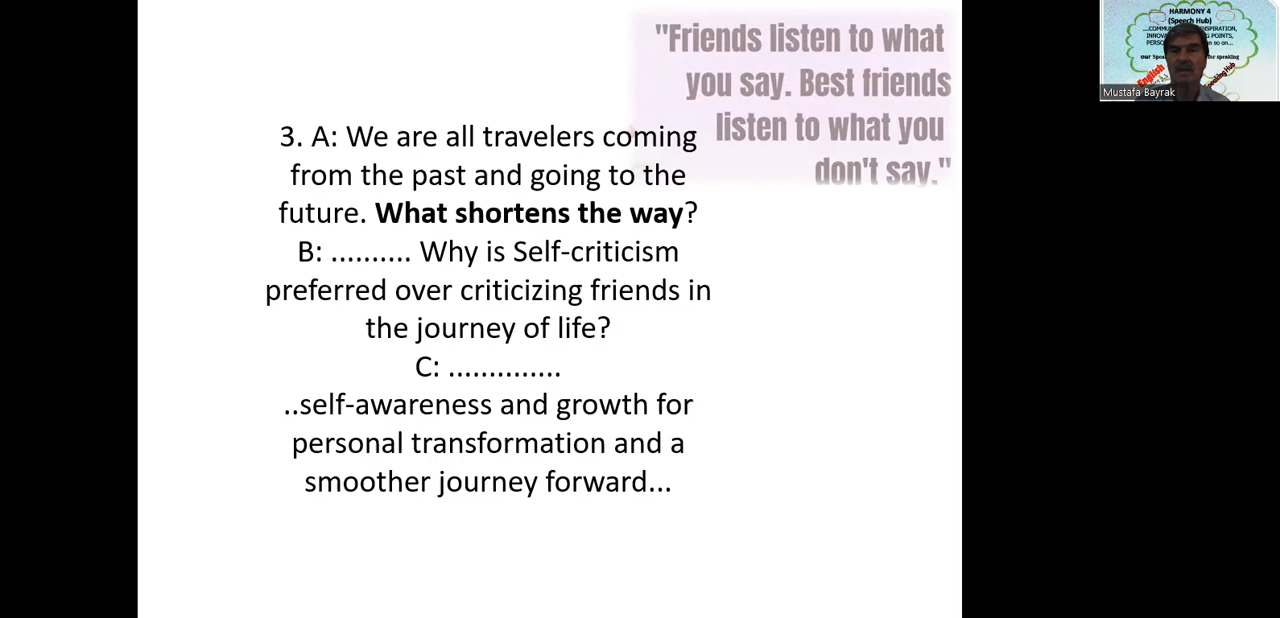 "Friends listen to what
you say. Best friends
listen to what you
don't say."
3. A: We are all travelers coming
from the past and going to the
future. What shortens the way?
B: .......... Why is Self-criticism
preferred over criticizing friends in
the journey of life?
C: ..............
..self-awareness and growth for
personal transformation and a
smoother journey forward...
HARMONY 4
(Speech Hub)
English
Mustafa Bayrak